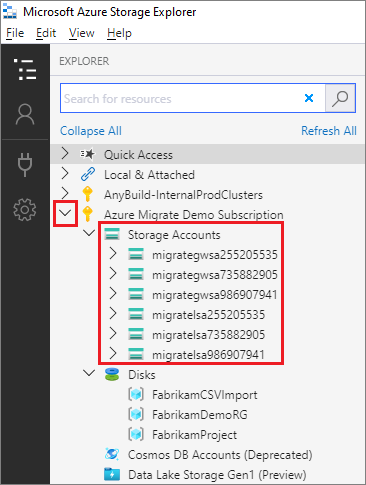 Microsoft Azure Storage Explorer
File Edit View Help
EXPLORER
Search for resources
Collapse All Refresh All
Quick Access
Local & Attached
AnyBuild-InternalProdClusters
Azure Migrate Demo Subscription
Storage Accounts
migrategwsa255205535
migrategwsa735882905
migrategwsa986907941
migratelsa255205535
migratelsa735882905
migratelsa986907941
Disks
FabrikamCSVImport
FabrikamDemoRG
FabrikamProject
Cosmos DB Accounts (Deprecated)
Data Lake Storage Gen1 (Preview)